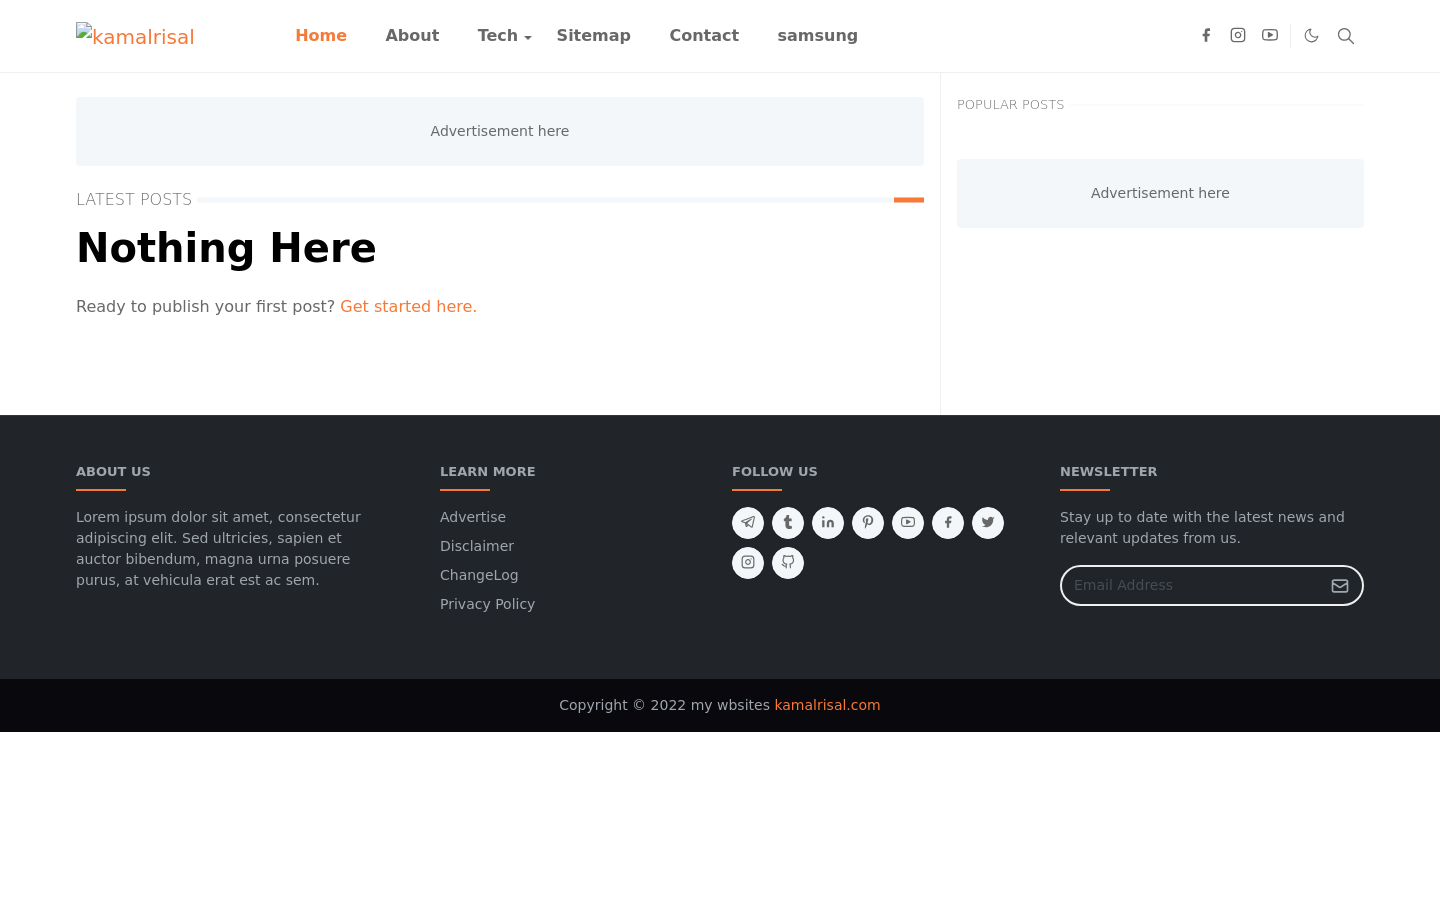 kamalrisal
Home About Tech Sitemap Contact samsung
Advertisement here
LATEST POSTS
Nothing Here
Ready to publish your first post? Get started here.
POPULAR POSTS
Advertisement here
ABOUT US
Lorem ipsum dolor sit amet, consectetur
adipiscing elit. Sed ultricies, sapien et
auctor bibendum, magna urna posuere
purus, at vehicula erat est ac sem.
LEARN MORE
Advertise
Disclaimer
ChangeLog
Privacy Policy
FOLLOW US
NEWSLETTER
Stay up to date with the latest news and
relevant updates from us.
Email Address
Copyright © 2022 my wbsites kamalrisal.com